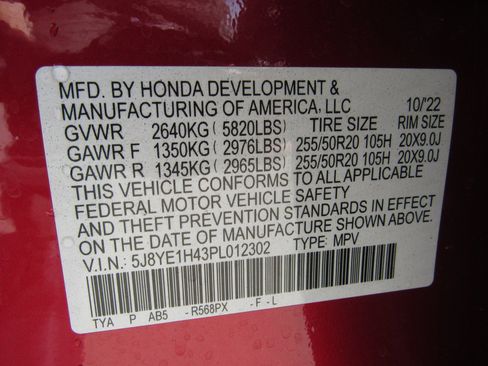 MFD. BY HONDA DEVELOPMENT &
MANUFACTURING OF AMERICA, LLC 10/'22
GVWR 2640KG (5820LBS) TIRE SIZE RIM SIZE
GAWR F 1350KG (2976LBS) 255/50R20 105H 20X9.0J
GAWR R 1345KG (2965LBS) 255/50R20 105H 20X9.0J
THIS VEHICLE CONFORMS TO ALL APPLICABLE
FEDERAL MOTOR VEHICLE SAFETY
AND THEFT PREVENTION STANDARDS IN EFFECT
ON THE DATE OF MANUFACTURE SHOWN ABOVE.
V.I.N.: 5J8YE1H43PL012302 TYPE: MPV
TYA P AB5 -R568PX -F-L